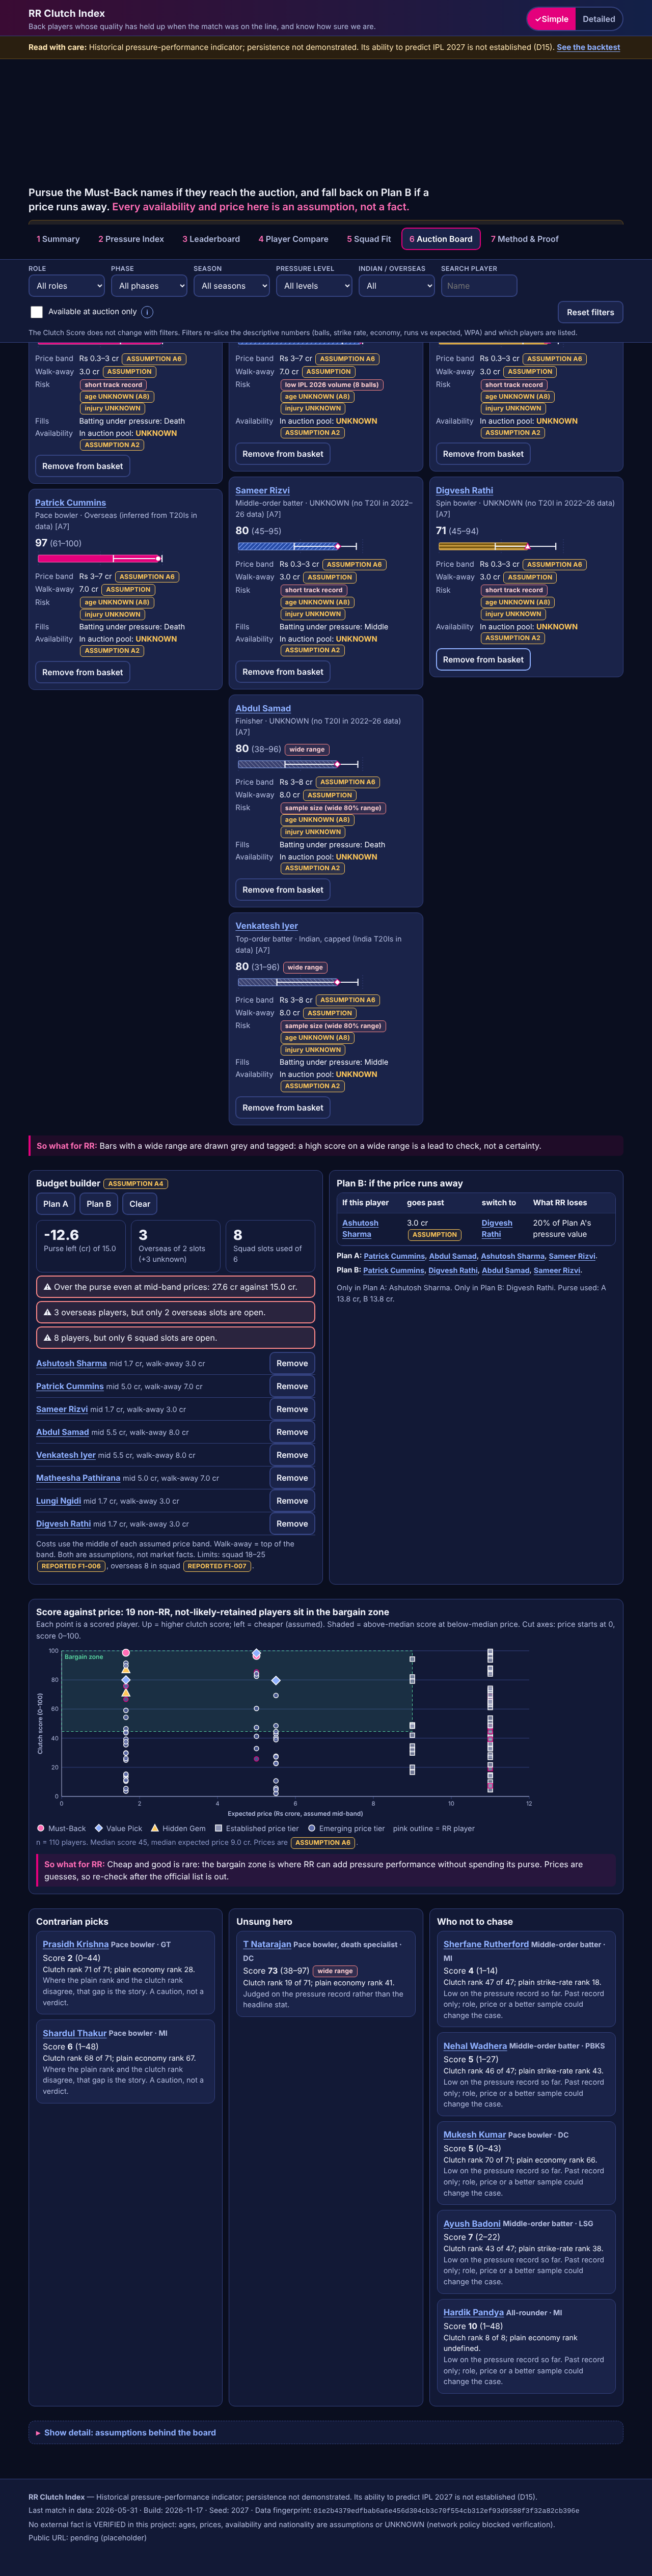 RR Clutch Index
Back players whose quality has held up when the match was on the line, and know how sure we are.
✓Simple
Detailed
Read with care: Historical pressure-performance indicator; persistence not demonstrated. Its ability to predict IPL 2027 is not established (D15). See the backtest
Pursue the Must-Back names if they reach the auction, and fall back on Plan B if a
price runs away. Every availability and price here is an assumption, not a fact.
1 Summary
2 Pressure Index
3 Leaderboard
4 Player Compare
5 Squad Fit
6 Auction Board
7 Method & Proof
ROLE
PHASE
SEASON
PRESSURE LEVEL
INDIAN / OVERSEAS
SEARCH PLAYER
All roles
All phases
All seasons
All levels
All
Name
Available at auction only
i
Reset filters
The Clutch Score does not change with filters. Filters re-slice the descriptive numbers (balls, strike rate, economy, runs vs expected, WPA) and which players are listed.
Price band Rs 0.3–3 cr ASSUMPTION A6
Walk-away 3.0 cr ASSUMPTION
Risk short track record
age UNKNOWN (A8)
injury UNKNOWN
Fills Batting under pressure: Death
Availability In auction pool: UNKNOWN
ASSUMPTION A2
Remove from basket
Patrick Cummins
Pace bowler · Overseas (inferred from T20Is in
data) [A7]
97 (61–100)
Price band Rs 3–7 cr ASSUMPTION A6
Walk-away 7.0 cr ASSUMPTION
Risk age UNKNOWN (A8)
injury UNKNOWN
Fills Batting under pressure: Death
Availability In auction pool: UNKNOWN
ASSUMPTION A2
Remove from basket
Price band Rs 3–7 cr ASSUMPTION A6
Walk-away 7.0 cr ASSUMPTION
Risk low IPL 2026 volume (8 balls)
age UNKNOWN (A8)
injury UNKNOWN
Availability In auction pool: UNKNOWN
ASSUMPTION A2
Remove from basket
Sameer Rizvi
Middle-order batter · UNKNOWN (no T20I in 2022–
26 data) [A7]
80 (45–95)
Price band Rs 0.3–3 cr ASSUMPTION A6
Walk-away 3.0 cr ASSUMPTION
Risk short track record
age UNKNOWN (A8)
injury UNKNOWN
Fills Batting under pressure: Middle
Availability In auction pool: UNKNOWN
ASSUMPTION A2
Remove from basket
Abdul Samad
Finisher · UNKNOWN (no T20I in 2022–26 data)
[A7]
80 (38–96) wide range
Price band Rs 3–8 cr ASSUMPTION A6
Walk-away 8.0 cr ASSUMPTION
Risk sample size (wide 80% range)
age UNKNOWN (A8)
injury UNKNOWN
Fills Batting under pressure: Death
Availability In auction pool: UNKNOWN
ASSUMPTION A2
Remove from basket
Venkatesh Iyer
Top-order batter · Indian, capped (India T20Is in
data) [A7]
80 (31–96) wide range
Price band Rs 3–8 cr ASSUMPTION A6
Walk-away 8.0 cr ASSUMPTION
Risk sample size (wide 80% range)
age UNKNOWN (A8)
injury UNKNOWN
Fills Batting under pressure: Middle
Availability In auction pool: UNKNOWN
ASSUMPTION A2
Remove from basket
Price band Rs 0.3–3 cr ASSUMPTION A6
Walk-away 3.0 cr ASSUMPTION
Risk short track record
age UNKNOWN (A8)
injury UNKNOWN
Availability In auction pool: UNKNOWN
ASSUMPTION A2
Remove from basket
Digvesh Rathi
Spin bowler · UNKNOWN (no T20I in 2022–26 data)
[A7]
71 (45–94)
Price band Rs 0.3–3 cr ASSUMPTION A6
Walk-away 3.0 cr ASSUMPTION
Risk short track record
age UNKNOWN (A8)
injury UNKNOWN
Availability In auction pool: UNKNOWN
ASSUMPTION A2
Remove from basket
So what for RR: Bars with a wide range are drawn grey and tagged: a high score on a wide range is a lead to check, not a certainty.
Budget builder ASSUMPTION A4
Plan A
Plan B
Clear
-12.6
Purse left (cr) of 15.0
3
Overseas of 2 slots
(+3 unknown)
8
Squad slots used of
6
⚠ Over the purse even at mid-band prices: 27.6 cr against 15.0 cr.
⚠ 3 overseas players, but only 2 overseas slots are open.
⚠ 8 players, but only 6 squad slots are open.
Ashutosh Sharma mid 1.7 cr, walk-away 3.0 cr Remove
Patrick Cummins mid 5.0 cr, walk-away 7.0 cr Remove
Sameer Rizvi mid 1.7 cr, walk-away 3.0 cr Remove
Abdul Samad mid 5.5 cr, walk-away 8.0 cr Remove
Venkatesh Iyer mid 5.5 cr, walk-away 8.0 cr Remove
Matheesha Pathirana mid 5.0 cr, walk-away 7.0 cr Remove
Lungi Ngidi mid 1.7 cr, walk-away 3.0 cr Remove
Digvesh Rathi mid 1.7 cr, walk-away 3.0 cr Remove
Costs use the middle of each assumed price band. Walk-away = top of the
band. Both are assumptions, not market facts. Limits: squad 18–25
REPORTED F1-006, overseas 8 in squad REPORTED F1-007.
Plan B: if the price runs away
If this player
goes past
switch to
What RR loses
Ashutosh
Sharma
3.0 cr
ASSUMPTION
Digvesh
Rathi
20% of Plan A's
pressure value
Plan A: Patrick Cummins, Abdul Samad, Ashutosh Sharma, Sameer Rizvi.
Plan B: Patrick Cummins, Digvesh Rathi, Abdul Samad, Sameer Rizvi.
Only in Plan A: Ashutosh Sharma. Only in Plan B: Digvesh Rathi. Purse used: A
13.8 cr, B 13.8 cr.
Score against price: 19 non-RR, not-likely-retained players sit in the bargain zone
Each point is a scored player. Up = higher clutch score; left = cheaper (assumed). Shaded = above-median score at below-median price. Cut axes: price starts at 0,
score 0–100.
100
80
60
40
20
0
Clutch score (0–100)
Bargain zone
0
2
4
6
8
10
12
Expected price (Rs crore, assumed mid-band)
Must-Back
Value Pick
Hidden Gem
Established price tier
Emerging price tier
pink outline = RR player
n = 110 players. Median score 45, median expected price 9.0 cr. Prices are ASSUMPTION A6.
So what for RR: Cheap and good is rare: the bargain zone is where RR can add pressure performance without spending its purse. Prices are
guesses, so re-check after the official list is out.
Contrarian picks
Prasidh Krishna Pace bowler · GT
Score 2 (0–44)
Clutch rank 71 of 71; plain economy rank 28.
Where the plain rank and the clutch rank
disagree, that gap is the story. A caution, not a
verdict.
Shardul Thakur Pace bowler · MI
Score 6 (1–48)
Clutch rank 68 of 71; plain economy rank 67.
Where the plain rank and the clutch rank
disagree, that gap is the story. A caution, not a
verdict.
Unsung hero
T Natarajan Pace bowler, death specialist ·
DC
Score 73 (38–97) wide range
Clutch rank 19 of 71; plain economy rank 41.
Judged on the pressure record rather than the
headline stat.
Who not to chase
Sherfane Rutherford Middle-order batter ·
MI
Score 4 (1–14)
Clutch rank 47 of 47; plain strike-rate rank 18.
Low on the pressure record so far. Past record
only; role, price or a better sample could
change the case.
Nehal Wadhera Middle-order batter · PBKS
Score 5 (1–27)
Clutch rank 46 of 47; plain strike-rate rank 43.
Low on the pressure record so far. Past record
only; role, price or a better sample could
change the case.
Mukesh Kumar Pace bowler · DC
Score 5 (0–43)
Clutch rank 70 of 71; plain economy rank 66.
Low on the pressure record so far. Past record
only; role, price or a better sample could
change the case.
Ayush Badoni Middle-order batter · LSG
Score 7 (2–22)
Clutch rank 43 of 47; plain strike-rate rank 38.
Low on the pressure record so far. Past record
only; role, price or a better sample could
change the case.
Hardik Pandya All-rounder · MI
Score 10 (1–48)
Clutch rank 8 of 8; plain economy rank
undefined.
Low on the pressure record so far. Past record
only; role, price or a better sample could
change the case.
▸ Show detail: assumptions behind the board
RR Clutch Index — Historical pressure-performance indicator; persistence not demonstrated. Its ability to predict IPL 2027 is not established (D15).
Last match in data: 2026-05-31 · Build: 2026-11-17 · Seed: 2027 · Data fingerprint: 01e2b4379edfbab6a6e456d304cb3c70f554cb312ef93d9588f3f32a82cb396e
No external fact is VERIFIED in this project: ages, prices, availability and nationality are assumptions or UNKNOWN (network policy blocked verification).
Public URL: pending (placeholder)